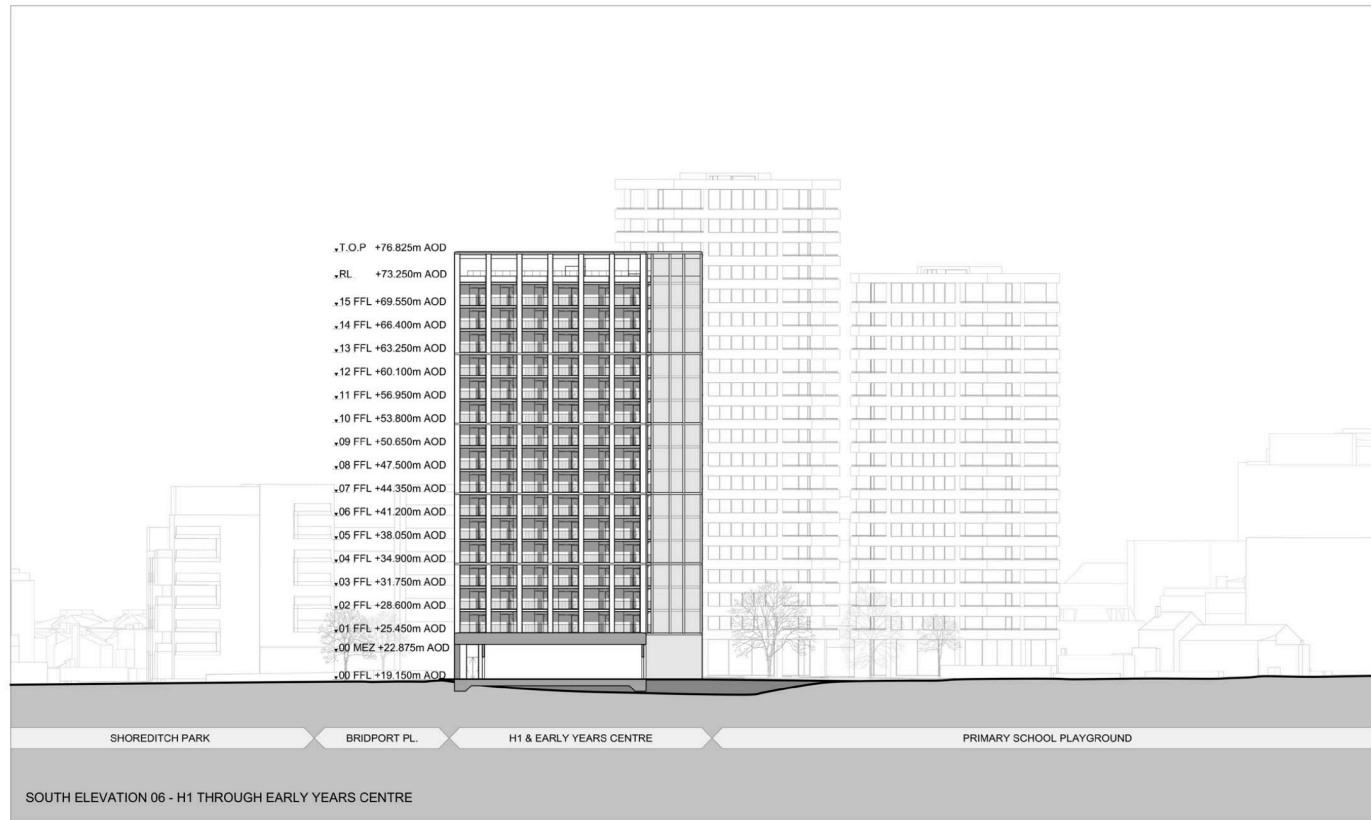 T.O.P +76.825m AOD
RL +73.250m AOD
15 FFL +69.550m AOD
14 FFL +66.400m AOD
13 FFL +63.250m AOD
12 FFL +60.100m AOD
11 FFL +56.950m AOD
10 FFL +53.800m AOD
09 FFL +50.650m AOD
08 FFL +47.500m AOD
07 FFL +44.350m AOD
06 FFL +41.200m AOD
05 FFL +38.050m AOD
04 FFL +34.900m AOD
03 FFL +31.750m AOD
02 FFL +28.600m AOD
01 FFL +25.450m AOD
00 MEZ +22.875m AOD
00 FFL +19.150m AOD
SHOREDITCH PARK
BRIDPORT PL.
H1 & EARLY YEARS CENTRE
PRIMARY SCHOOL PLAYGROUND
SOUTH ELEVATION 06 - H1 THROUGH EARLY YEARS CENTRE